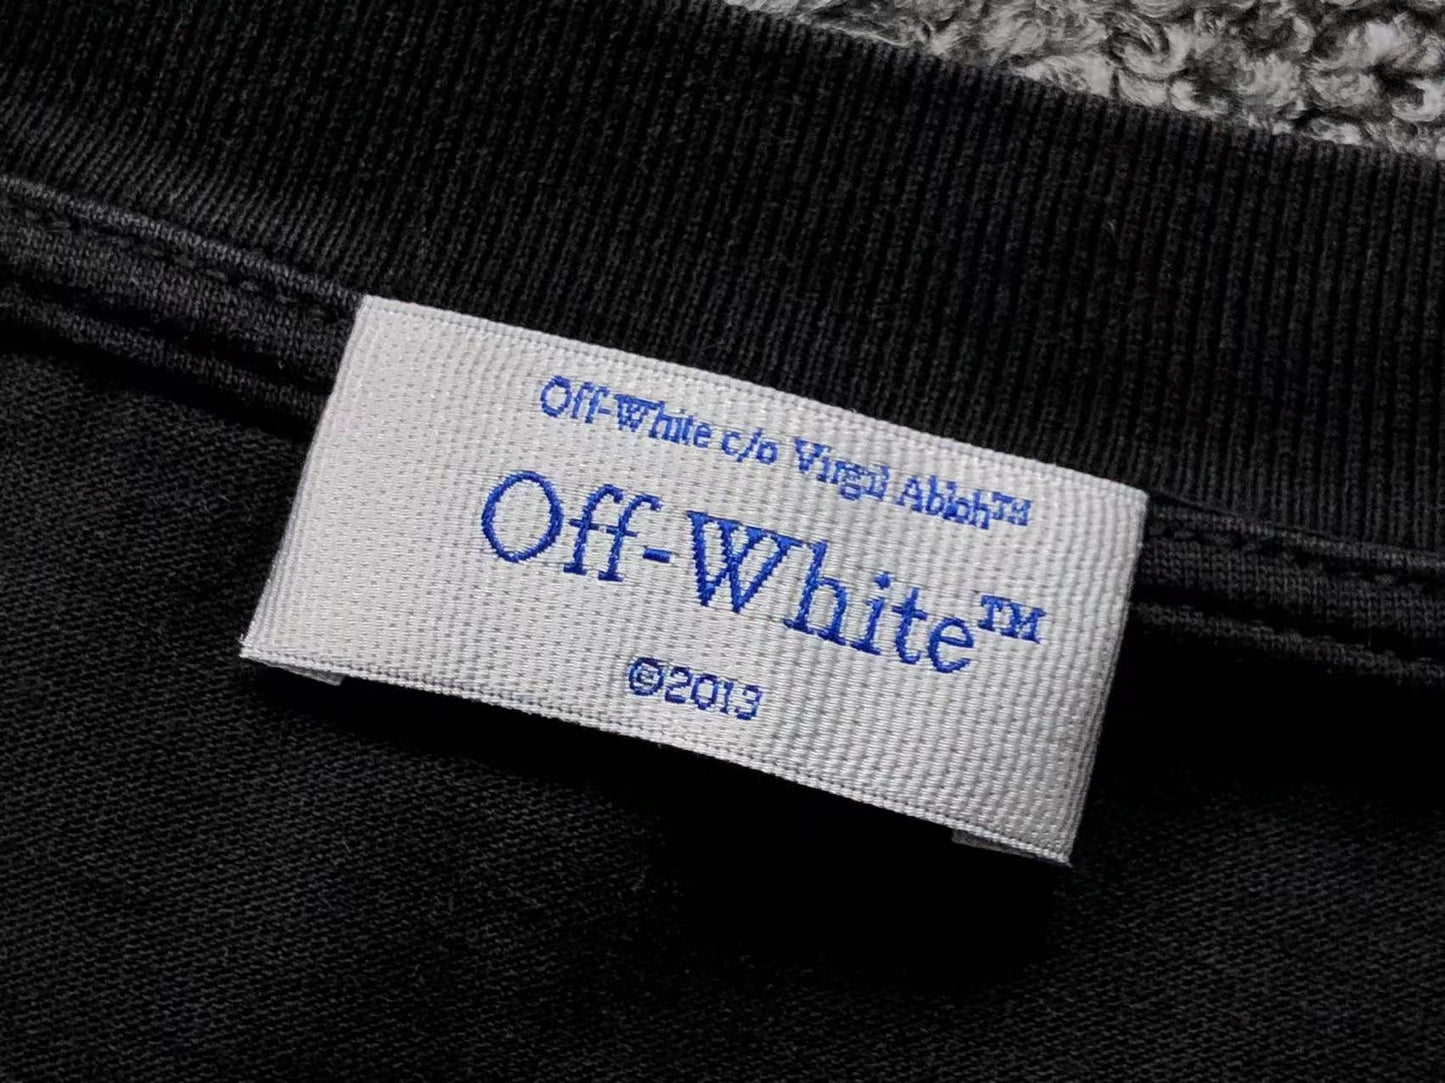 Off-White c/o Virgil Abloh™
Off-White™
©2013